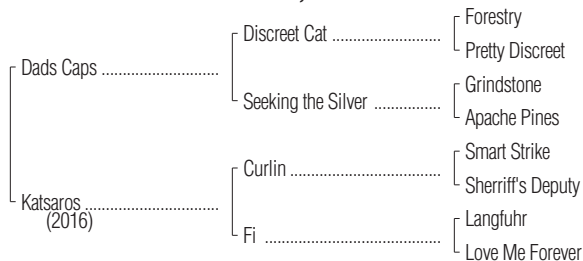 Forestry
Discreet Cat
Pretty Discreet
Dads Caps
Grindstone
Seeking the Silver
Apache Pines
Smart Strike
Curlin
Sherriff's Deputy
Katsaros
(2016)
Langfuhr
Fi
Love Me Forever